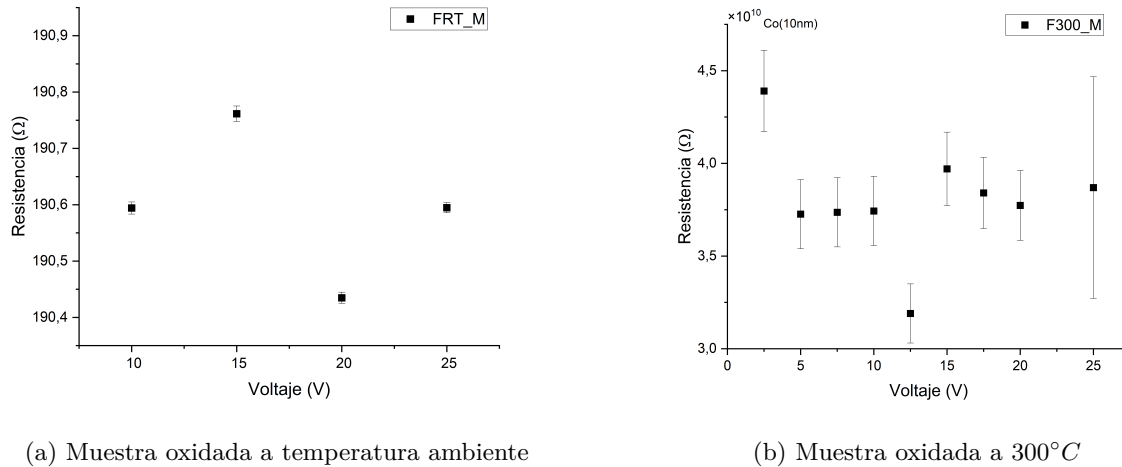 FRT_M
190,9
190,8
190,7
190,6
190,5
190,4
Resistencia (Ω)
10 15 20 25
Voltaje (V)
(a) Muestra oxidada a temperatura ambiente
×10¹⁰
Co(10nm)
F300_M
4,5
4,0
3,5
3,0
Resistencia (Ω)
0 5 10 15 20 25
Voltaje (V)
(b) Muestra oxidada a 300°C